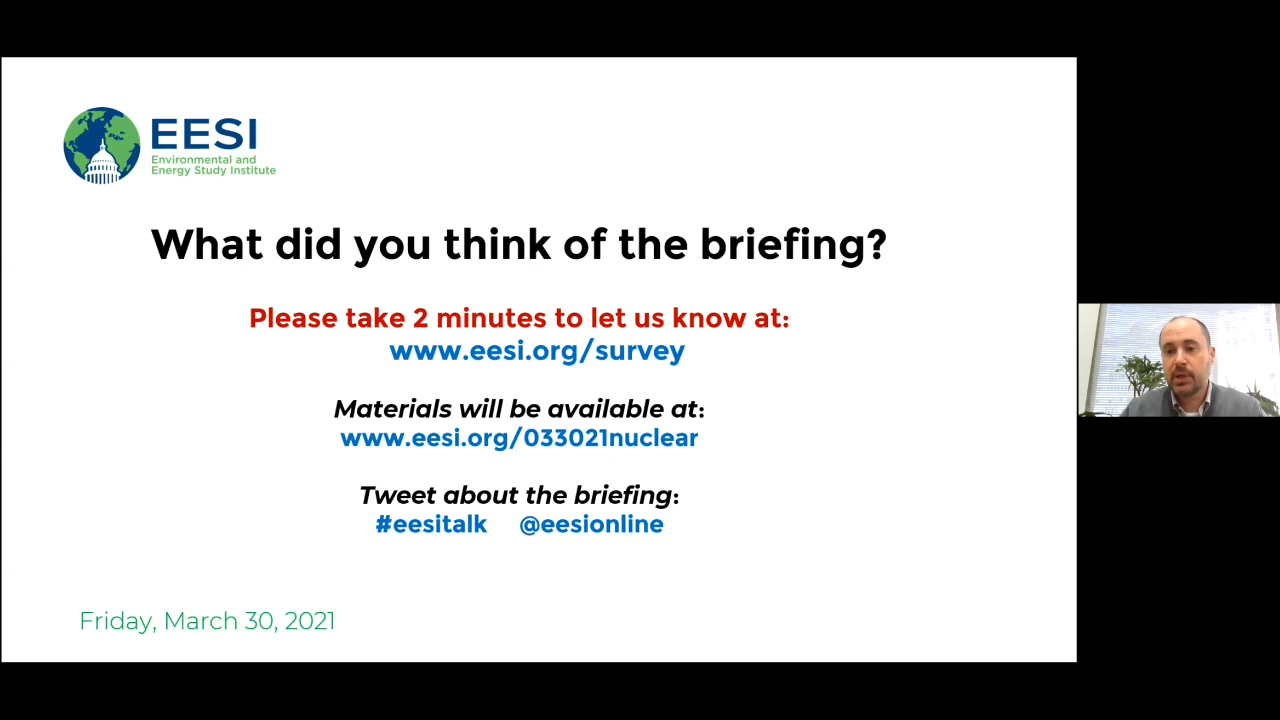 EESI
Environmental and
Energy Study Institute
What did you think of the briefing?
Please take 2 minutes to let us know at:
www.eesi.org/survey
Materials will be available at:
www.eesi.org/033021nuclear
Tweet about the briefing:
#eesitalk @eesionline
Friday, March 30, 2021